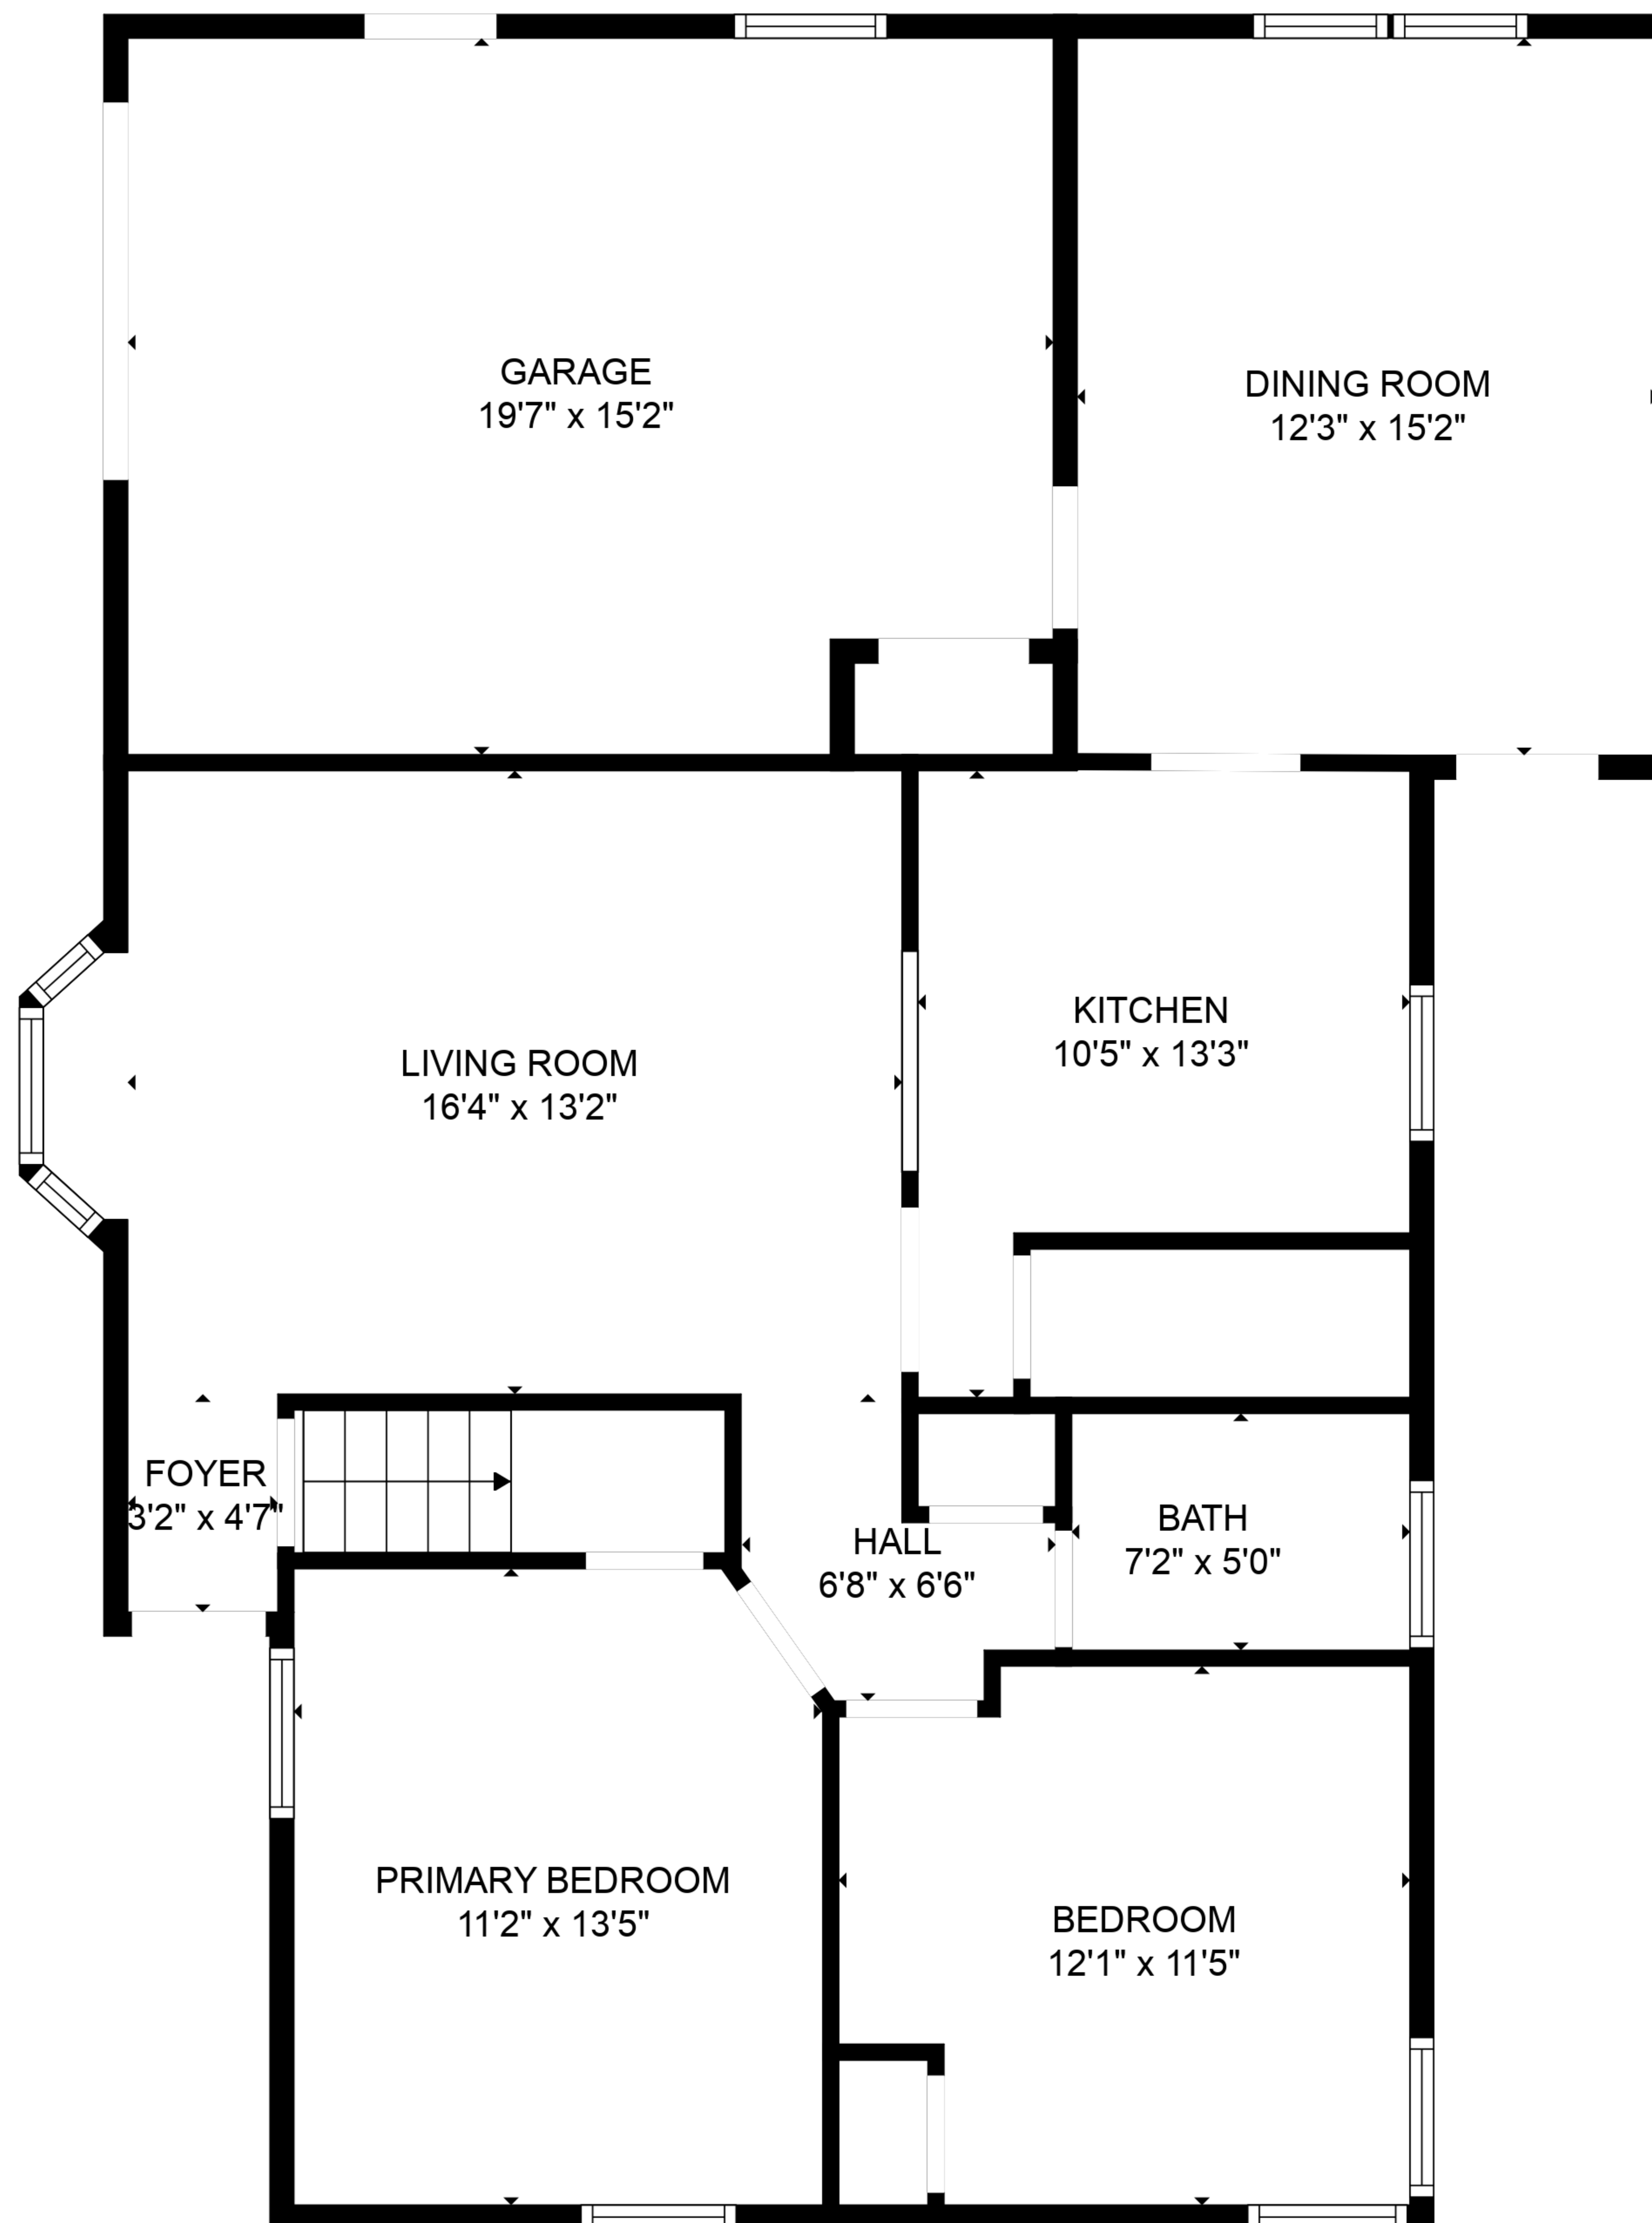 GARAGE
19'7" x 15'2"
DINING ROOM
12'3" x 15'2"
KITCHEN
10'5" x 13'3"
LIVING ROOM
16'4" x 13'2"
FOYER
3'2" x 4'7"
HALL
6'8" x 6'6"
BATH
7'2" x 5'0"
PRIMARY BEDROOM
11'2" x 13'5"
BEDROOM
12'1" x 11'5"